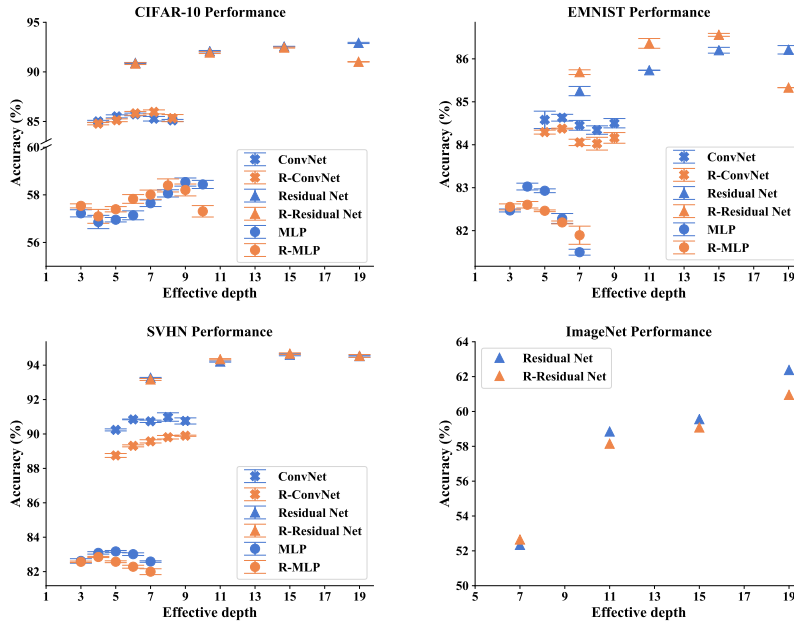 CIFAR-10 Performance
95
90
85
60
58
56
Accuracy (%)
1 3 5 7 9 11 13 15 17 19
Effective depth
ConvNet
R-ConvNet
Residual Net
R-Residual Net
MLP
R-MLP
EMNIST Performance
86
85
84
83
82
Accuracy (%)
1 3 5 7 9 11 13 15 17 19
Effective depth
ConvNet
R-ConvNet
Residual Net
R-Residual Net
MLP
R-MLP
SVHN Performance
94
92
90
88
86
84
82
Accuracy (%)
1 3 5 7 9 11 13 15 17 19
Effective depth
ConvNet
R-ConvNet
Residual Net
R-Residual Net
MLP
R-MLP
ImageNet Performance
64
62
60
58
56
54
52
50
Accuracy (%)
5 7 9 11 13 15 17 19
Effective depth
Residual Net
R-Residual Net